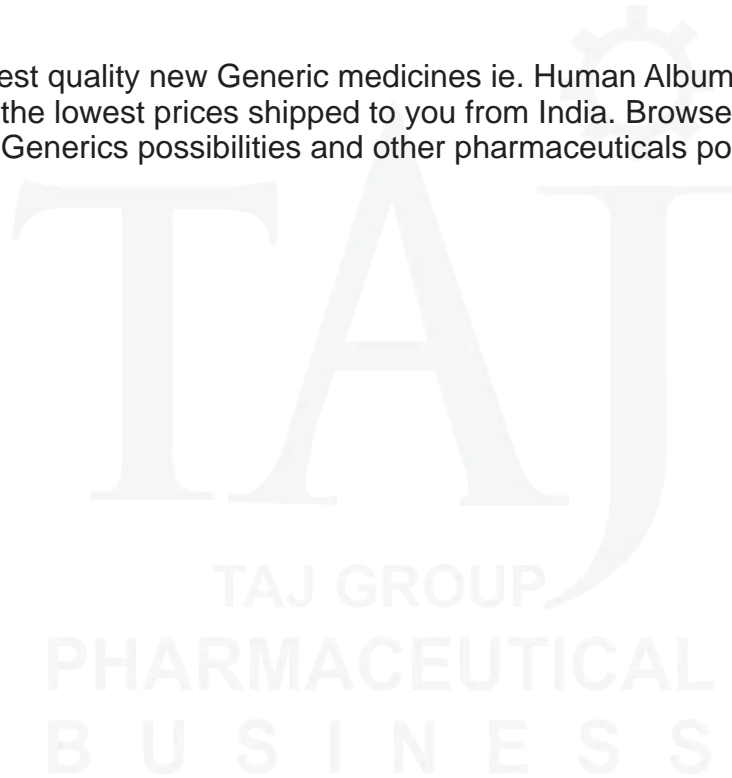 est quality new Generic medicines ie. Human Album
the lowest prices shipped to you from India. Browse
Generics possibilities and other pharmaceuticals po
TAJ
TAJ GROUP
PHARMACEUTICAL
BUSINESS